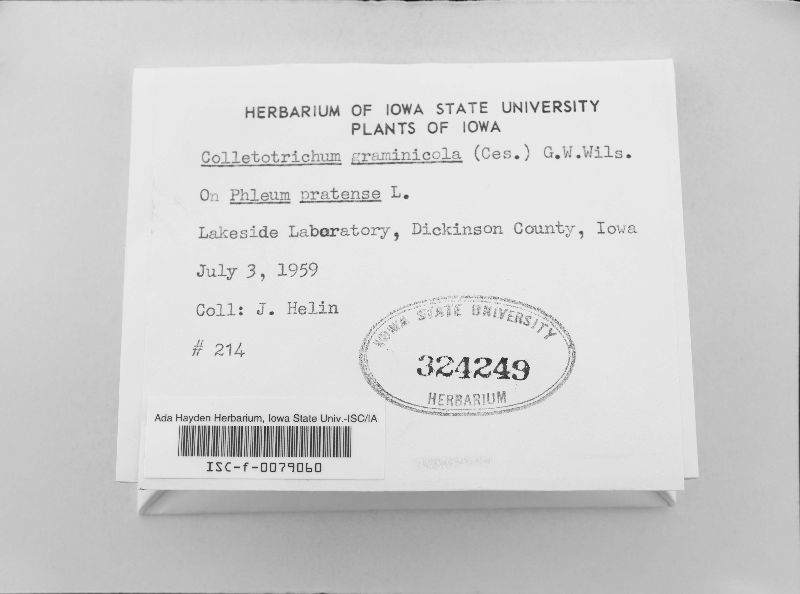 HERBARIUM OF IOWA STATE UNIVERSITY
PLANTS OF IOWA
Colletotrichum graminicola (Ces.) G.W.Wils.
On Phleum pratense L.
Lakeside Laboratory, Dickinson County, Iowa
July 3, 1959
Coll: J. Helin
# 214
IOWA STATE UNIVERSITY
324249
HERBARIUM
Ada Hayden Herbarium, Iowa State Univ.-ISC/IA
ISC-f-0079060